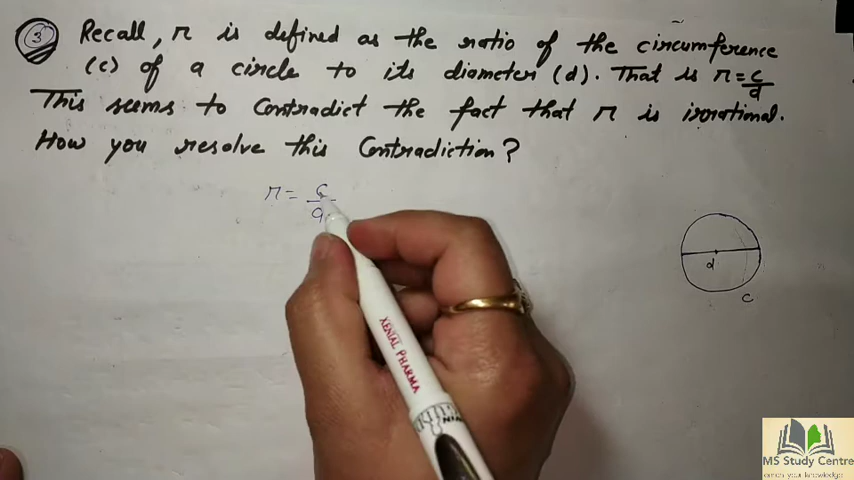 ③ Recall, π is defined as the ratio of the circumference
(c) of a circle to its diameter (d). That is π = c/d
This seems to contradict the fact that π is irrational.
How you resolve this Contradiction?
π = c/d
d
c
XENIAL PHARMA
MS Study Centre